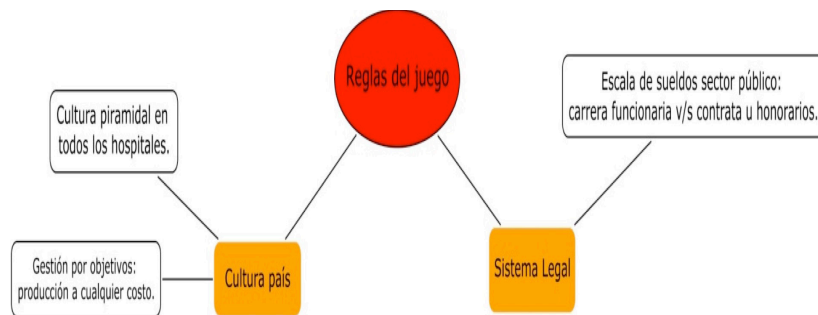 Reglas del juego
Escala de sueldos sector público:
carrera funcionaria v/s contrata u honorarios.
Cultura piramidal en
todos los hospitales.
Gestión por objetivos:
producción a cualquier costo.
Cultura país
Sistema Legal